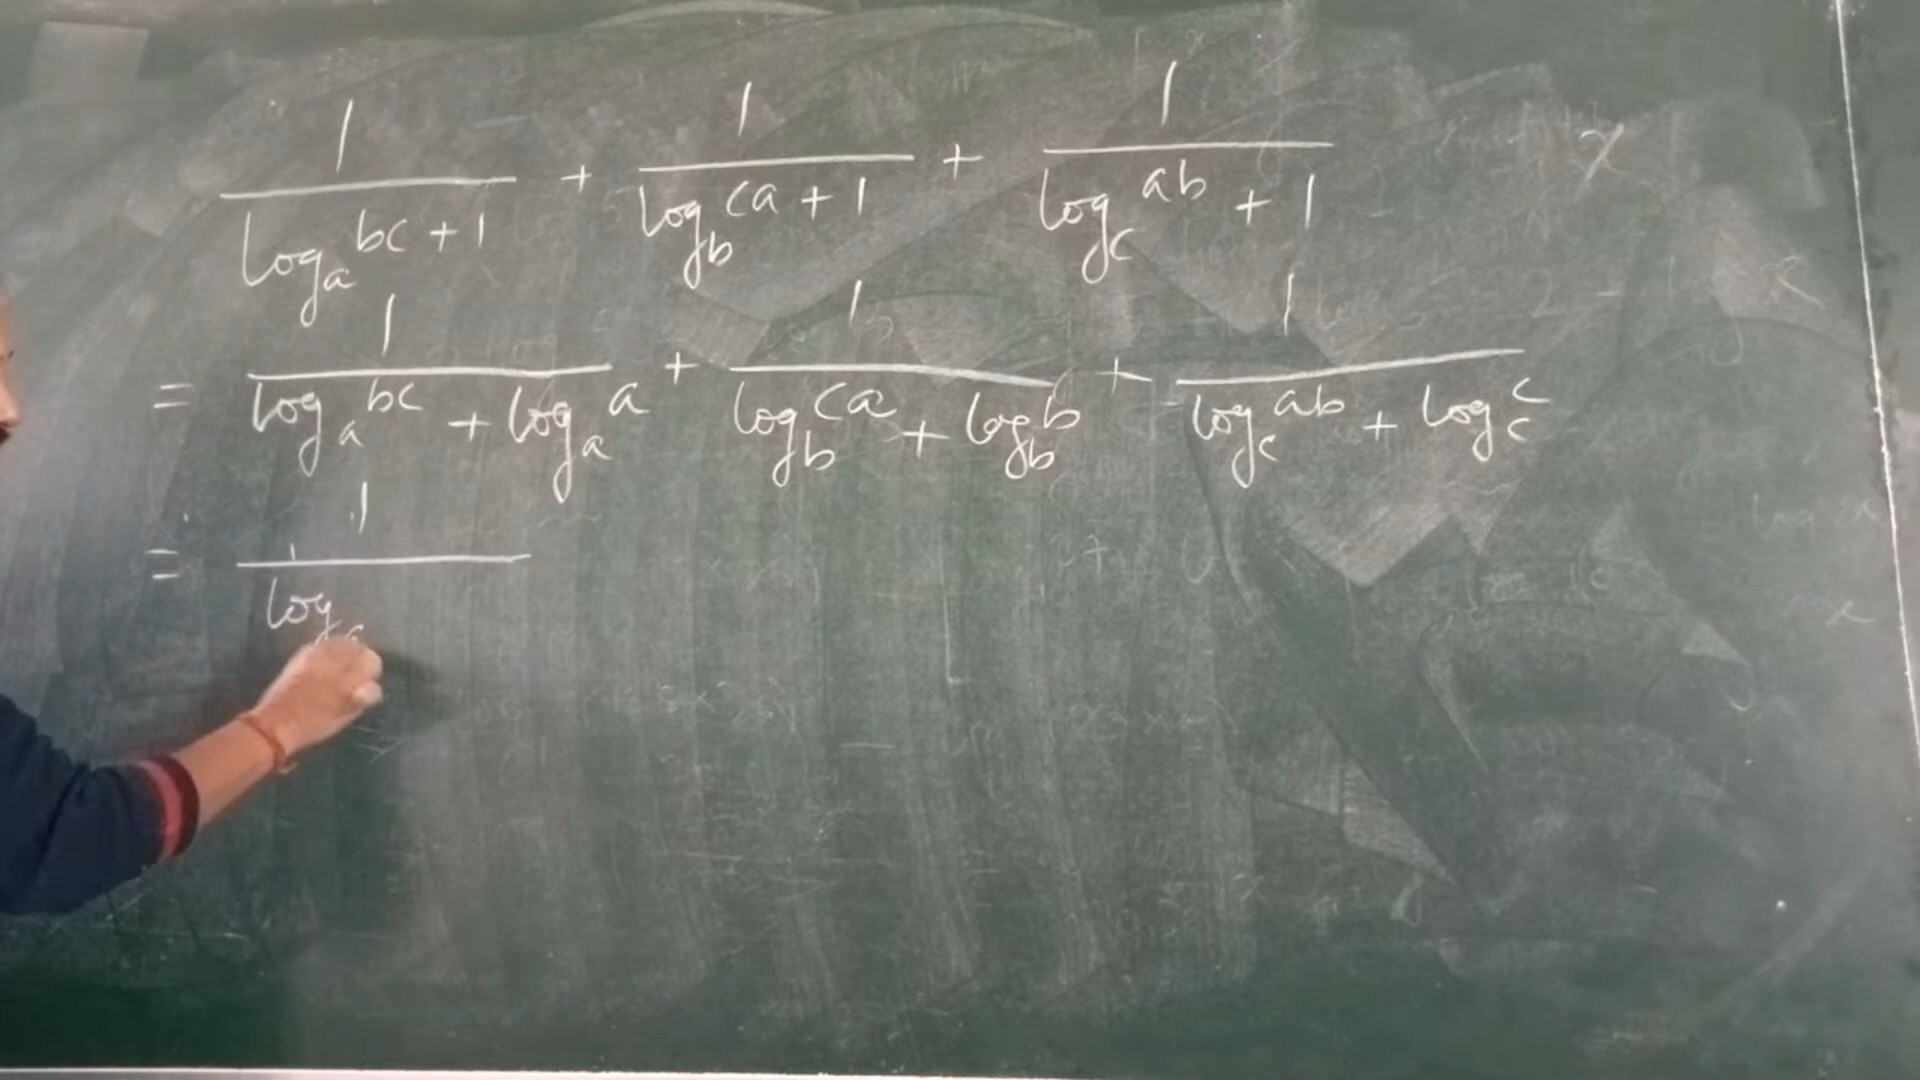 1/(log_a bc + 1) + 1/(log_b ca + 1) + 1/(log_c ab + 1)
= 1/(log_a bc + log_a a) + 1/(log_b ca + log_b b) + 1/(log_c ab + log_c c)
= 1/log